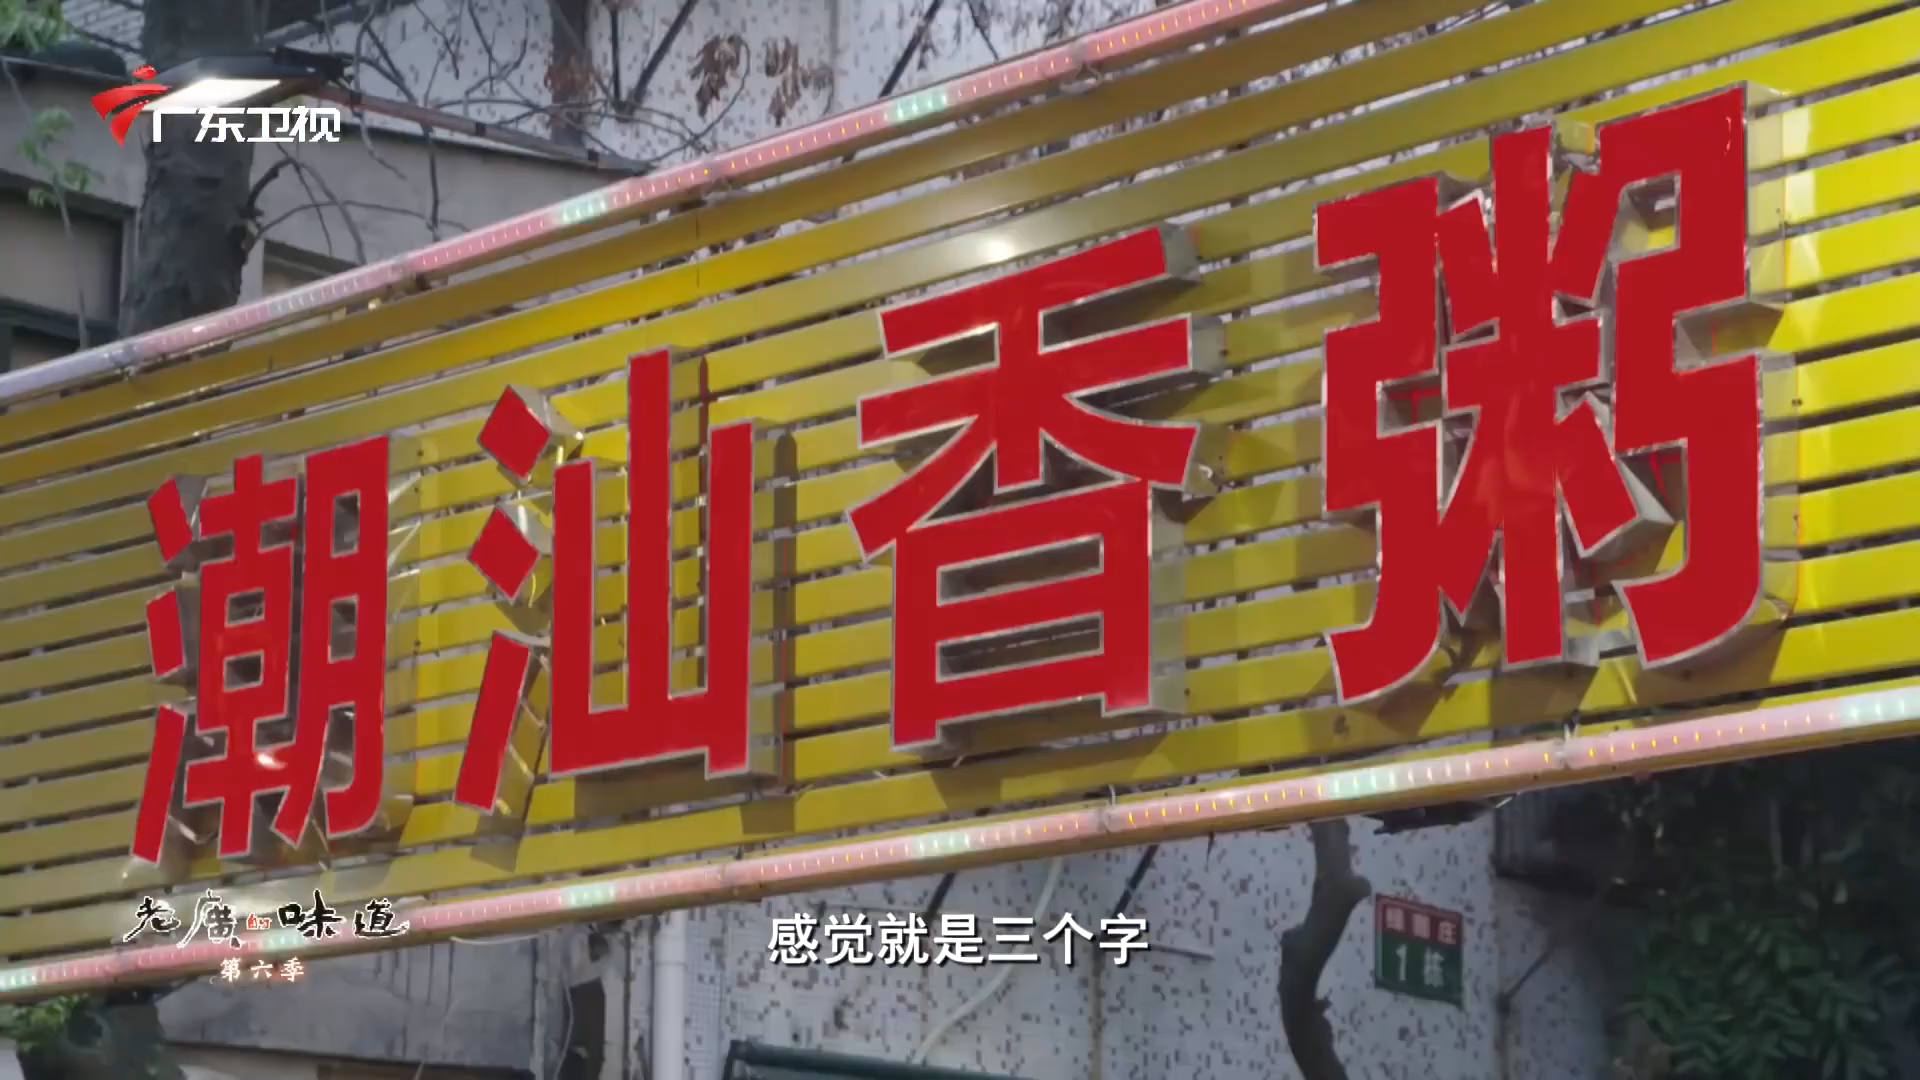 广东卫视
潮汕香粥
老廣的味道
第六季
感觉就是三个字
1栋